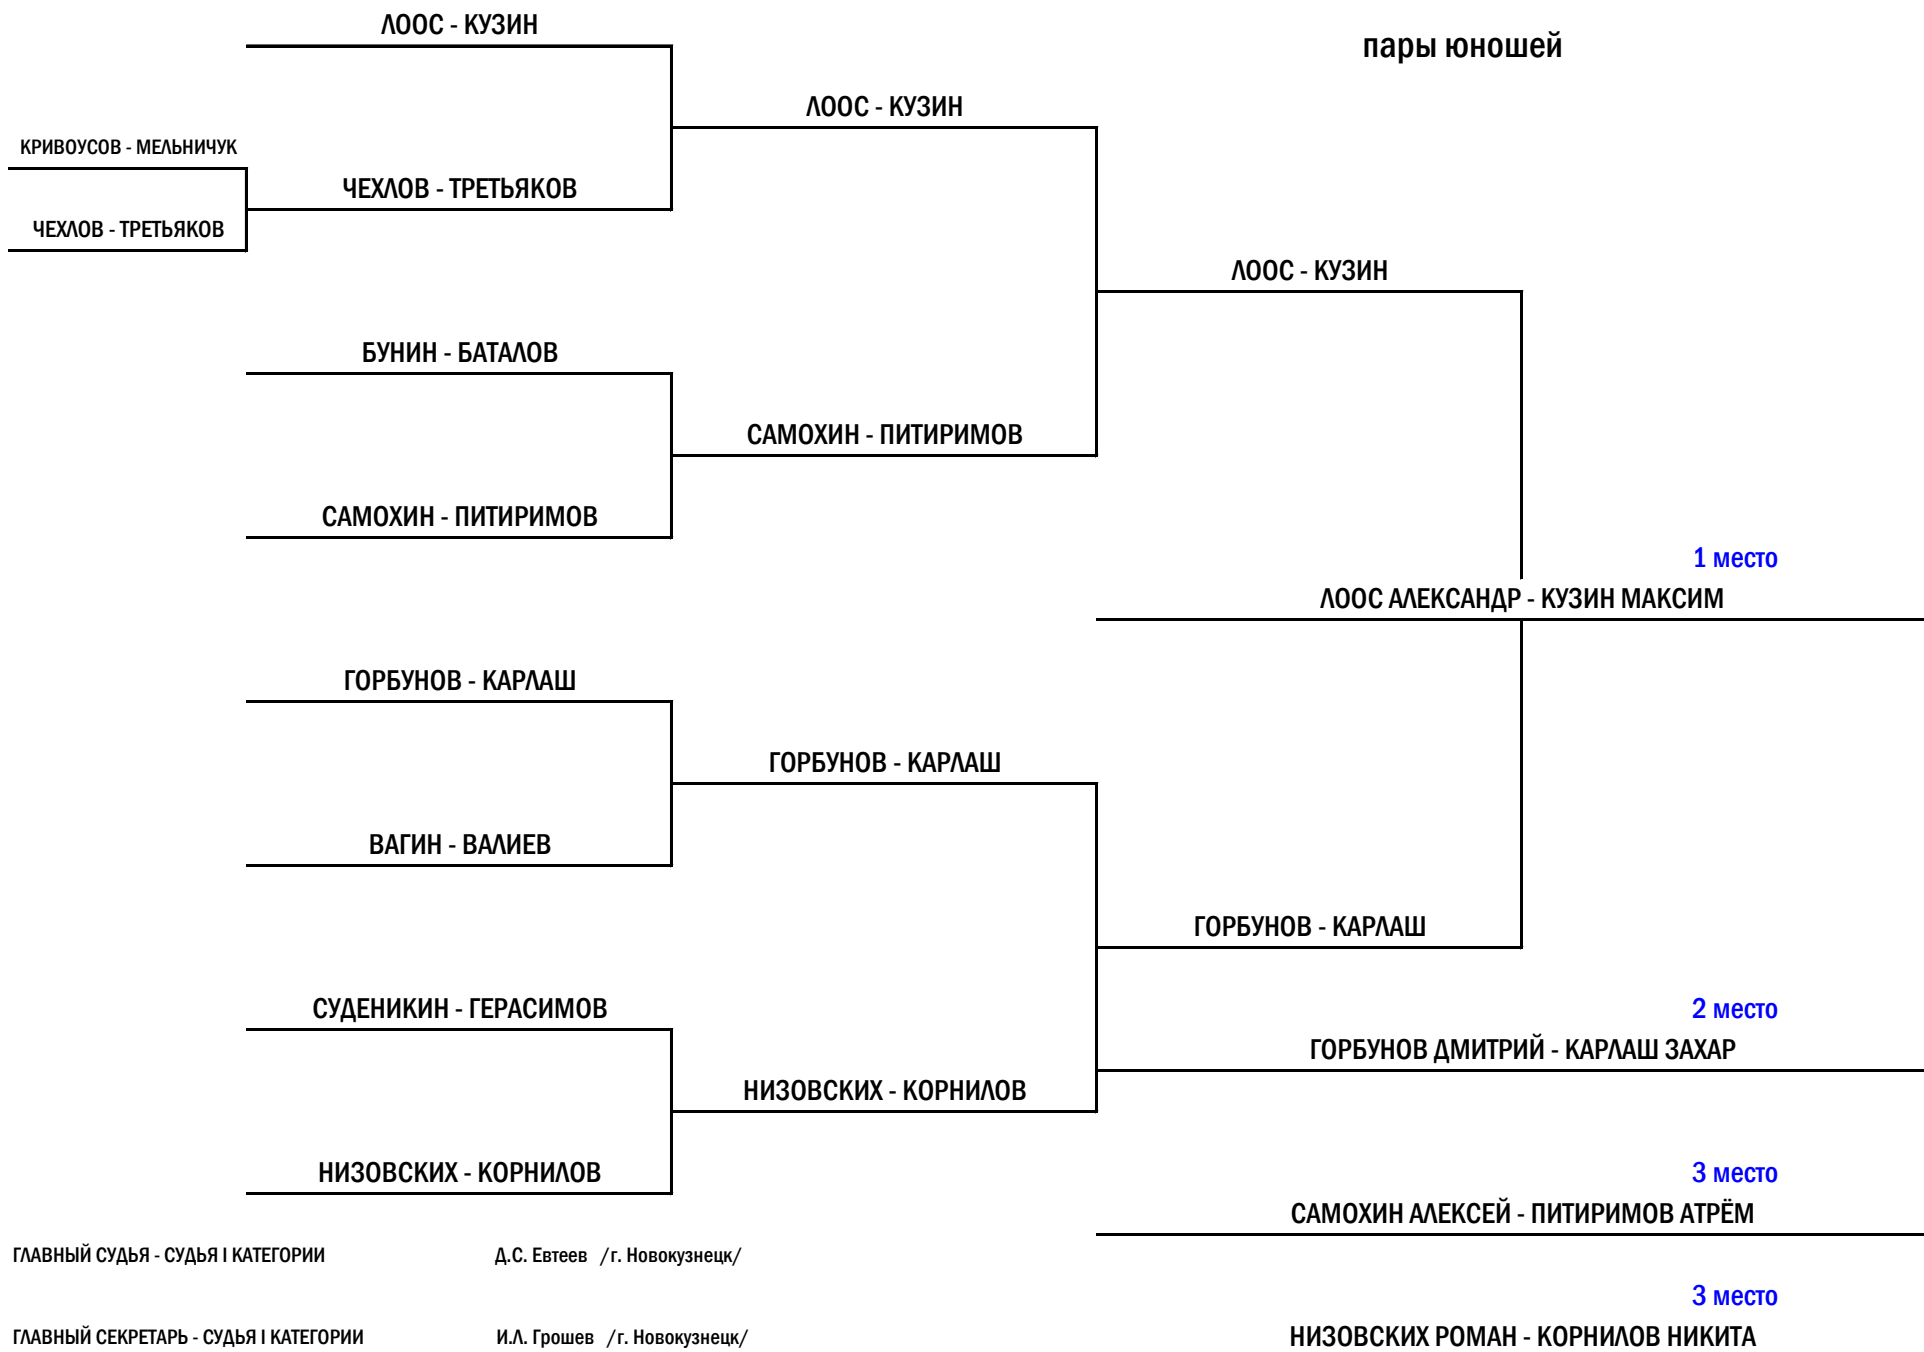 ЛООС - КУЗИН
пары юношей
ЛООС - КУЗИН
КРИВОУСОВ - МЕЛЬНИЧУК
ЧЕХЛОВ - ТРЕТЬЯКОВ
ЧЕХЛОВ - ТРЕТЬЯКОВ
ЛООС - КУЗИН
БУНИН - БАТАЛОВ
САМОХИН - ПИТИРИМОВ
САМОХИН - ПИТИРИМОВ
1 место
ЛООС АЛЕКСАНДР - КУЗИН МАКСИМ
ГОРБУНОВ - КАРЛАШ
ГОРБУНОВ - КАРЛАШ
ВАГИН - ВАЛИЕВ
ГОРБУНОВ - КАРЛАШ
СУДЕНИКИН - ГЕРАСИМОВ
2 место
ГОРБУНОВ ДМИТРИЙ - КАРЛАШ ЗАХАР
НИЗОВСКИХ - КОРНИЛОВ
НИЗОВСКИХ - КОРНИЛОВ
3 место
САМОХИН АЛЕКСЕЙ - ПИТИРИМОВ АТРЁМ
ГЛАВНЫЙ СУДЬЯ - СУДЬЯ I КАТЕГОРИИ Д.С. Евтеев /г. Новокузнецк/
3 место
ГЛАВНЫЙ СЕКРЕТАРЬ - СУДЬЯ I КАТЕГОРИИ И.Л. Грошев /г. Новокузнецк/
НИЗОВСКИХ РОМАН - КОРНИЛОВ НИКИТА